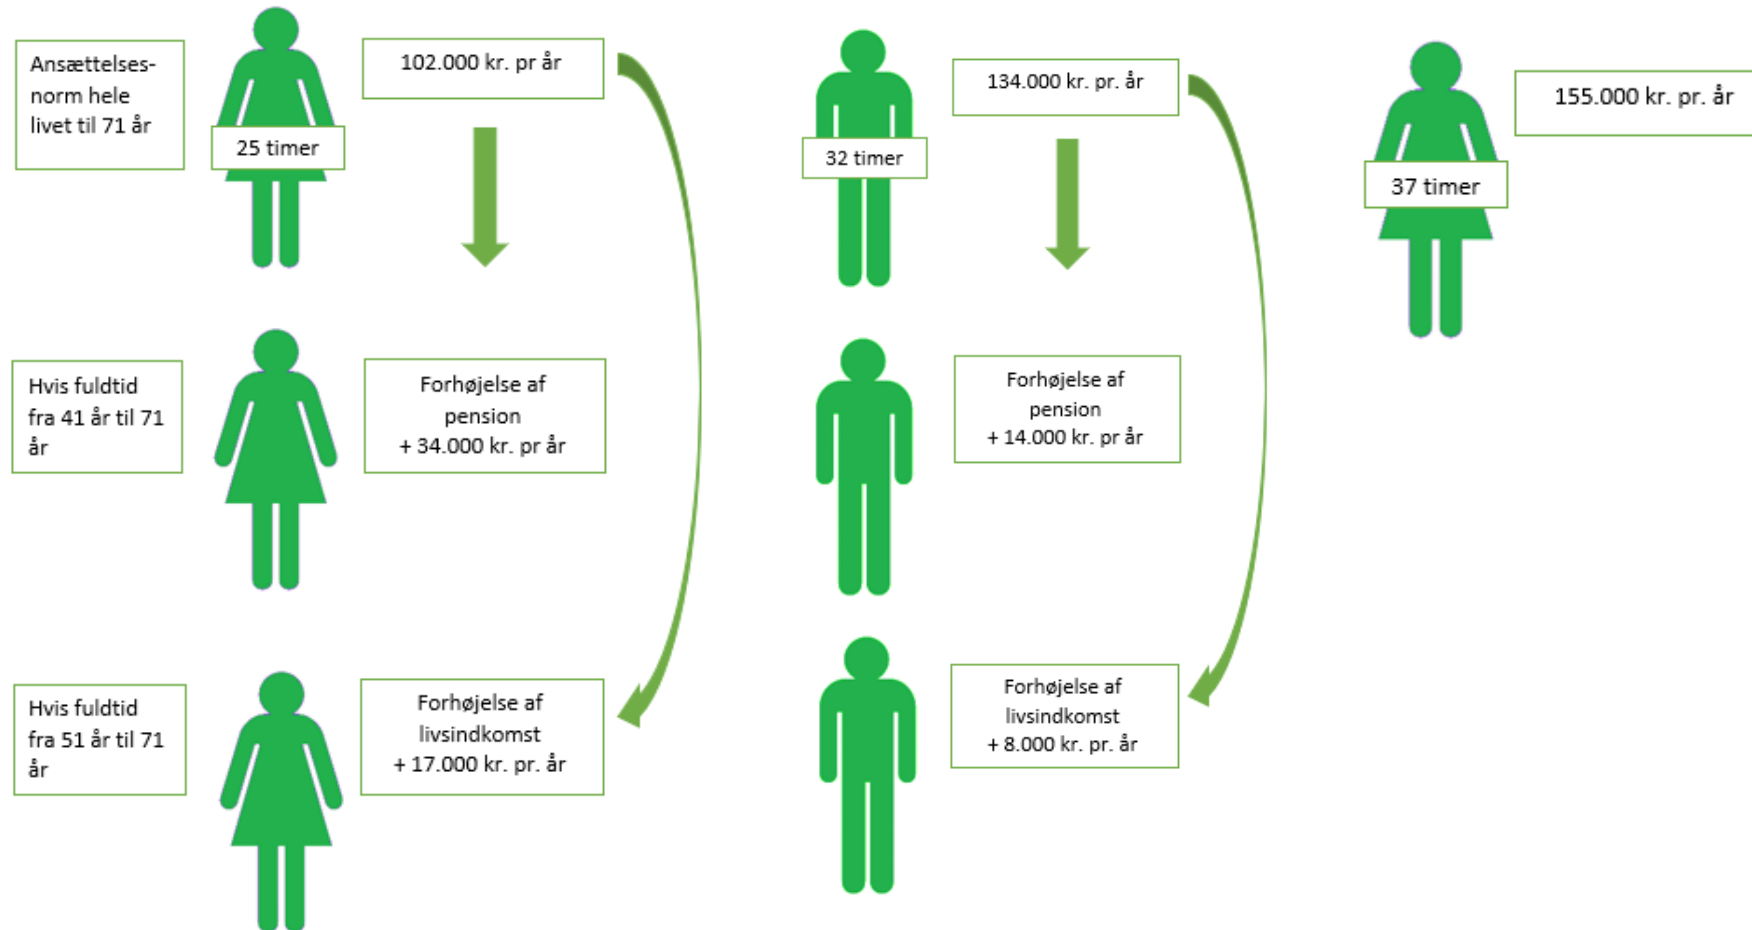 Ansættelses-
norm hele
livet til 71 år
25 timer
102.000 kr. pr år
32 timer
134.000 kr. pr. år
37 timer
155.000 kr. pr. år
Hvis fuldtid
fra 41 år til 71
år
Forhøjelse af
pension
+ 34.000 kr. pr år
Forhøjelse af
pension
+ 14.000 kr. pr år
Hvis fuldtid
fra 51 år til 71
år
Forhøjelse af
livsindkomst
+ 17.000 kr. pr. år
Forhøjelse af
livsindkomst
+ 8.000 kr. pr. år